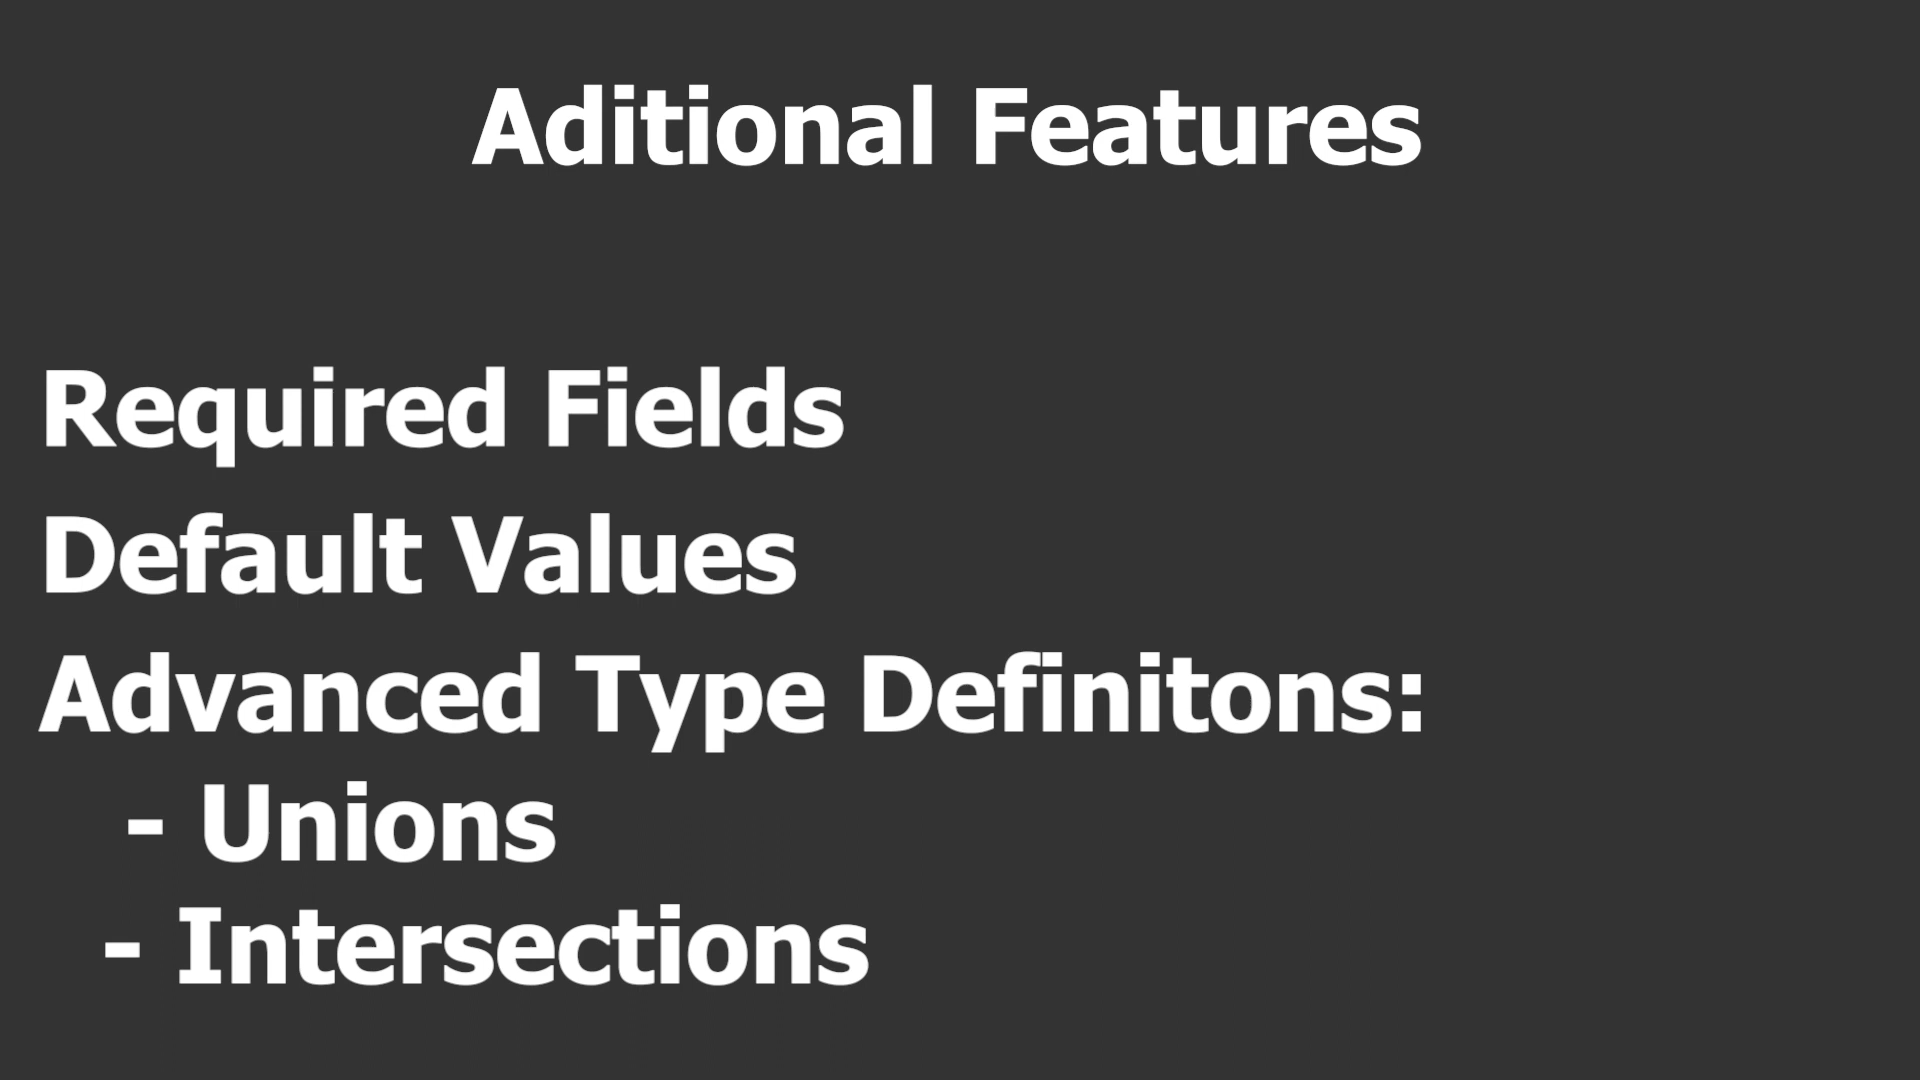 Aditional Features
Required Fields
Default Values
Advanced Type Definitons:
- Unions
- Intersections